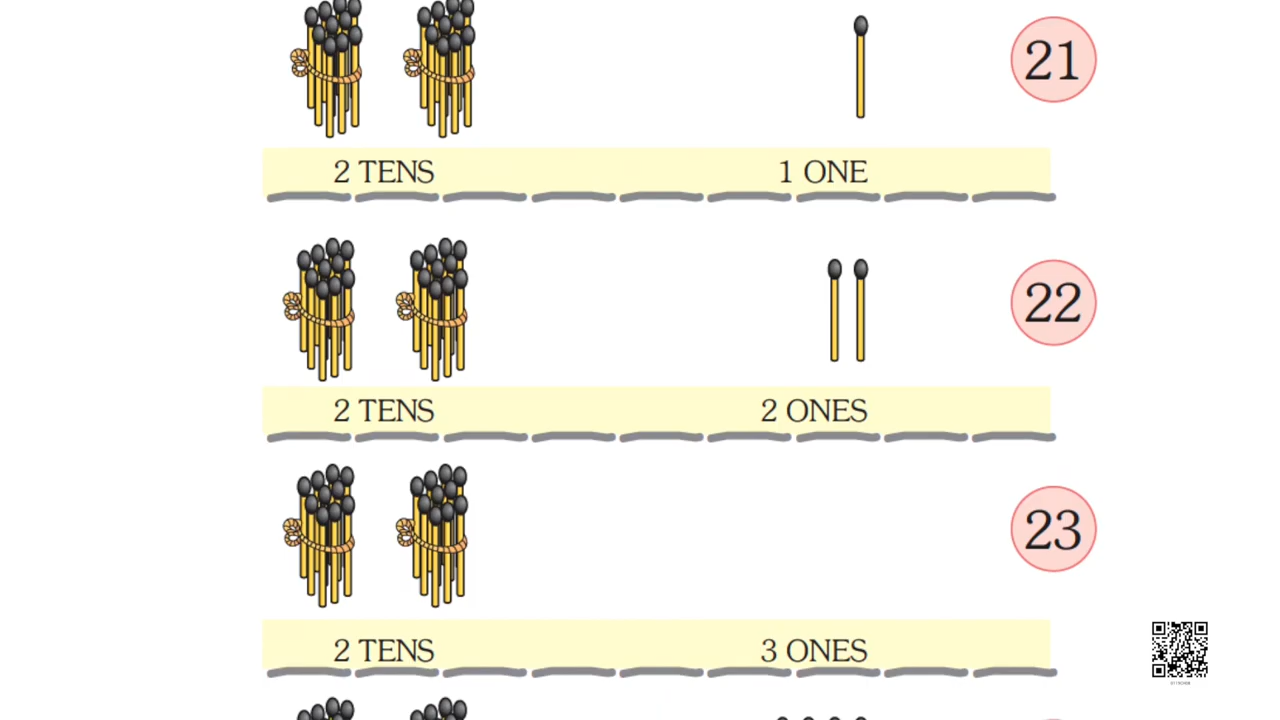 21
2 TENS 1 ONE
22
2 TENS 2 ONES
23
2 TENS 3 ONES